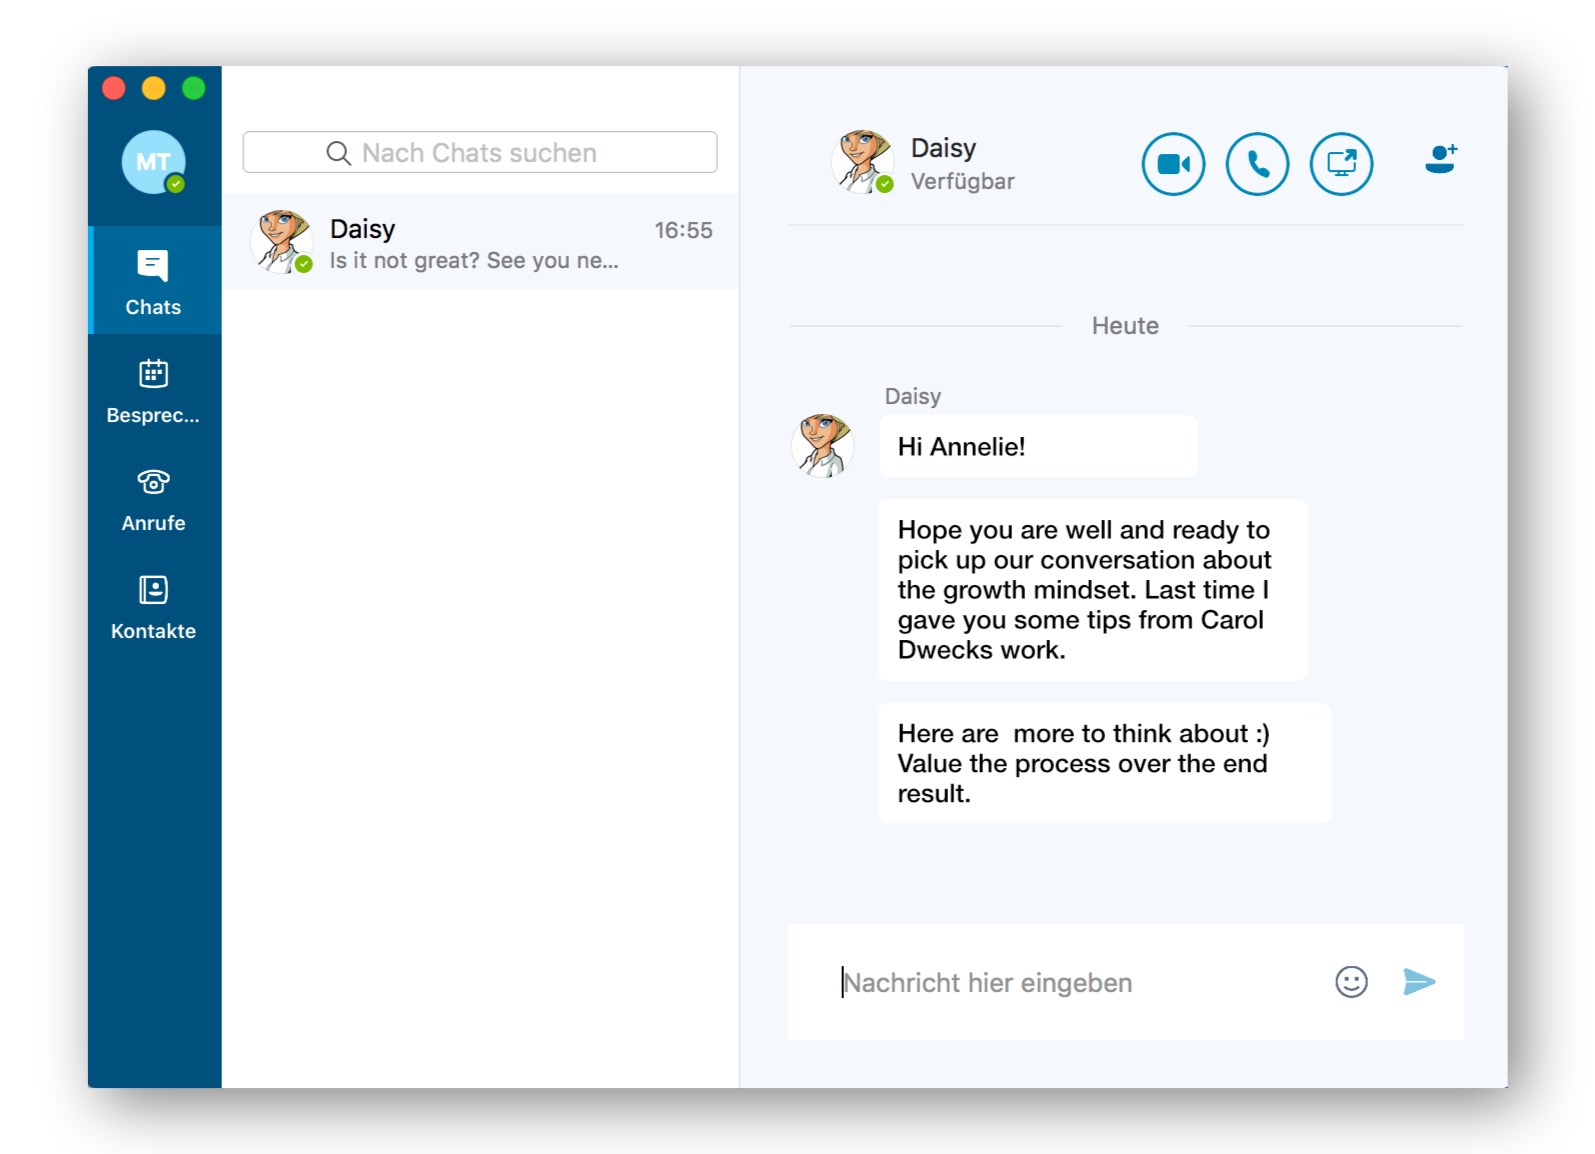 MT
Chats
Besprec...
Anrufe
Kontakte
Nach Chats suchen
Daisy 16:55
Is it not great? See you ne...
Daisy
Verfügbar
Heute
Daisy
Hi Annelie!
Hope you are well and ready to
pick up our conversation about
the growth mindset. Last time I
gave you some tips from Carol
Dwecks work.
Here are  more to think about :)
Value the process over the end
result.
Nachricht hier eingeben